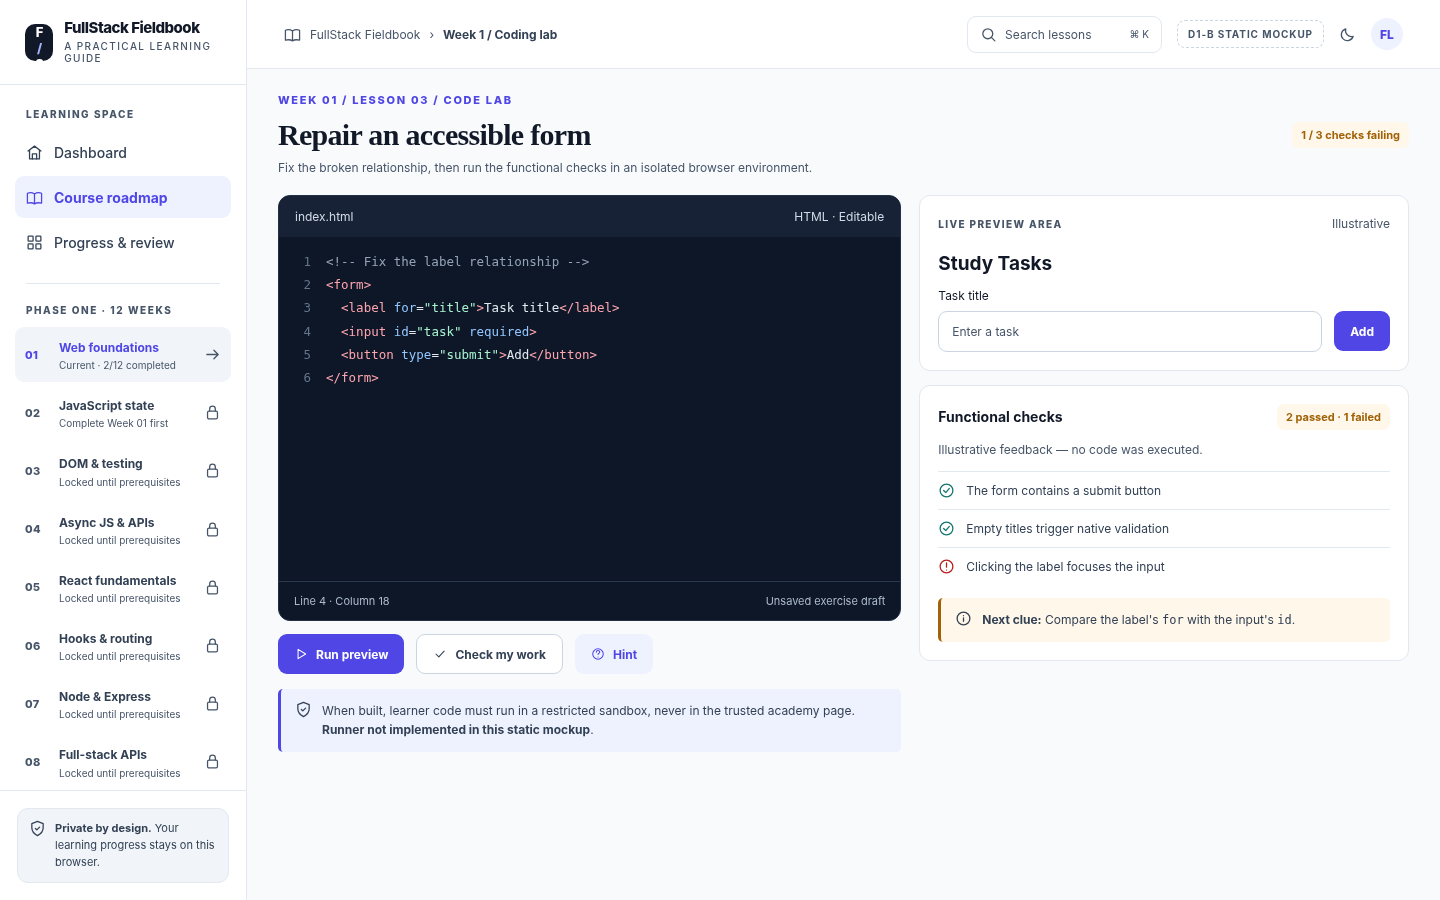 F
/
FullStack Fieldbook
A PRACTICAL LEARNING
GUIDE
LEARNING SPACE
Dashboard
Course roadmap
Progress & review
PHASE ONE · 12 WEEKS
01
Web foundations
Current · 2/12 completed
02
JavaScript state
Complete Week 01 first
03
DOM & testing
Locked until prerequisites
04
Async JS & APIs
Locked until prerequisites
05
React fundamentals
Locked until prerequisites
06
Hooks & routing
Locked until prerequisites
07
Node & Express
Locked until prerequisites
08
Full-stack APIs
Locked until prerequisites
Private by design. Your
learning progress stays on this
browser.
FullStack Fieldbook › Week 1 / Coding lab
Search lessons ⌘ K
D1-B STATIC MOCKUP
FL
WEEK 01 / LESSON 03 / CODE LAB
Repair an accessible form
1 / 3 checks failing
Fix the broken relationship, then run the functional checks in an isolated browser environment.
index.html
HTML · Editable
1 <!-- Fix the label relationship -->
2 <form>
3   <label for="title">Task title</label>
4   <input id="task" required>
5   <button type="submit">Add</button>
6 </form>
Line 4 · Column 18
Unsaved exercise draft
Run preview
Check my work
Hint
When built, learner code must run in a restricted sandbox, never in the trusted academy page.
Runner not implemented in this static mockup.
LIVE PREVIEW AREA
Illustrative
Study Tasks
Task title
Enter a task
Add
Functional checks
2 passed · 1 failed
Illustrative feedback — no code was executed.
The form contains a submit button
Empty titles trigger native validation
Clicking the label focuses the input
Next clue: Compare the label's for with the input's id.